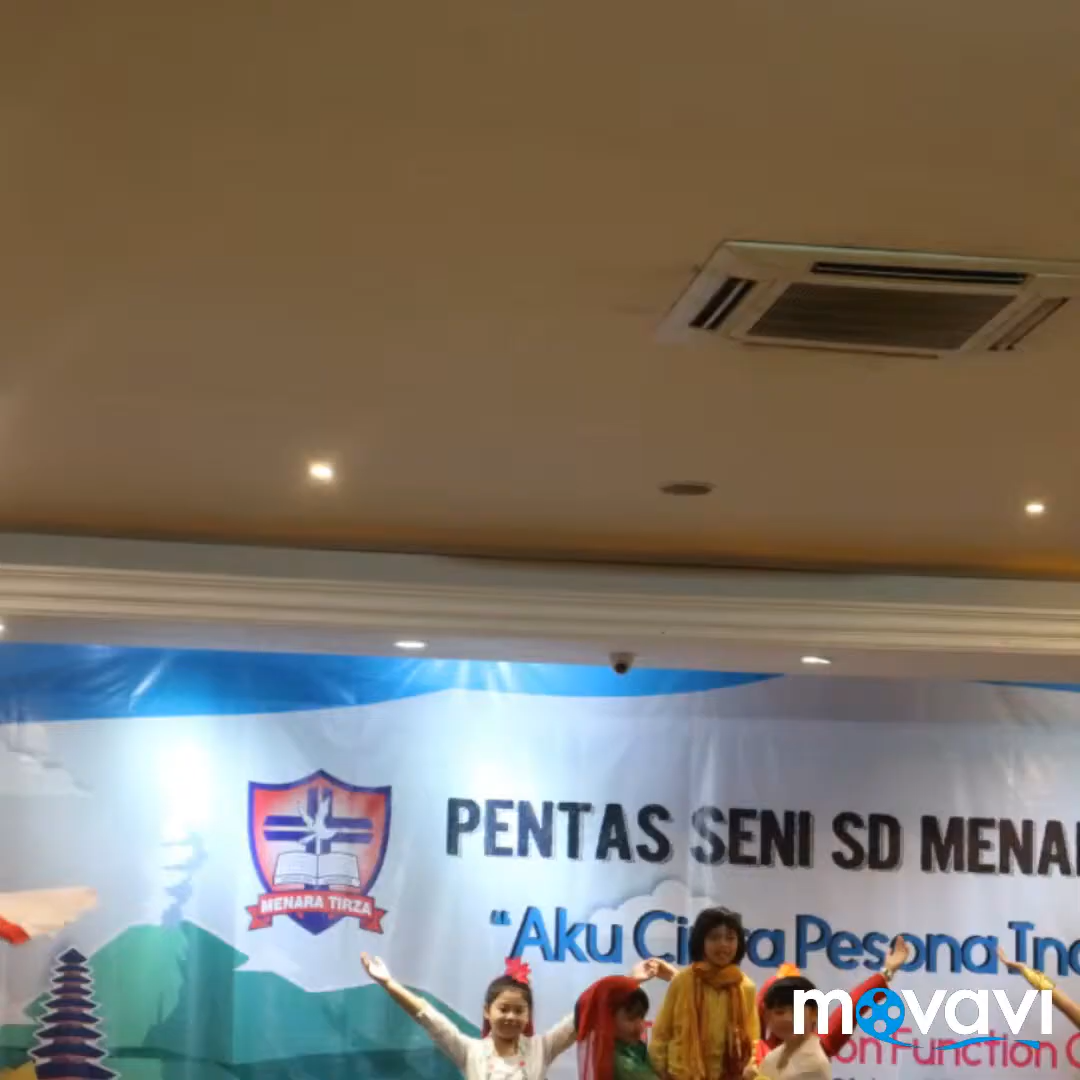 PENTAS SENI SD MENA
MENARA TIRZA
"Aku Ci a Pesona In
movavi
on Function